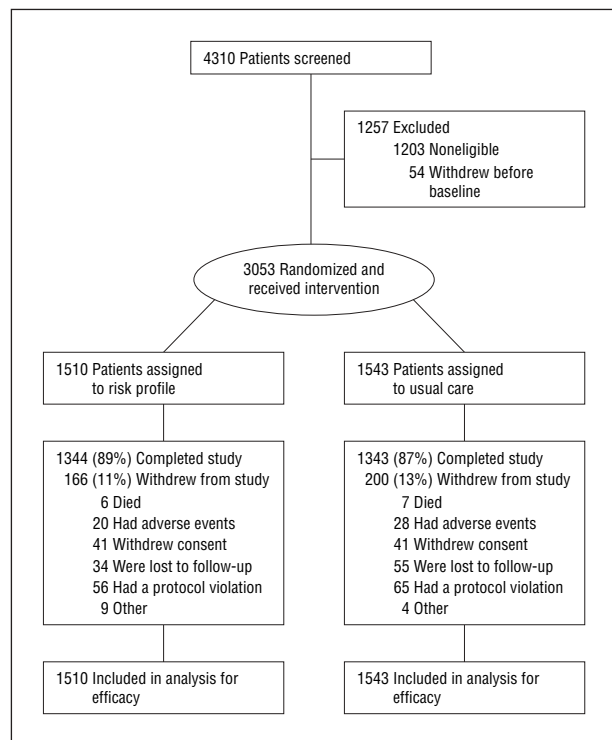 4310 Patients screened
1257 Excluded
1203 Noneligible
54 Withdrew before
baseline
3053 Randomized and
received intervention
1510 Patients assigned
to risk profile
1543 Patients assigned
to usual care
1344 (89%) Completed study
166 (11%) Withdrew from study
6 Died
20 Had adverse events
41 Withdrew consent
34 Were lost to follow-up
56 Had a protocol violation
9 Other
1343 (87%) Completed study
200 (13%) Withdrew from study
7 Died
28 Had adverse events
41 Withdrew consent
55 Were lost to follow-up
65 Had a protocol violation
4 Other
1510 Included in analysis for
efficacy
1543 Included in analysis for
efficacy